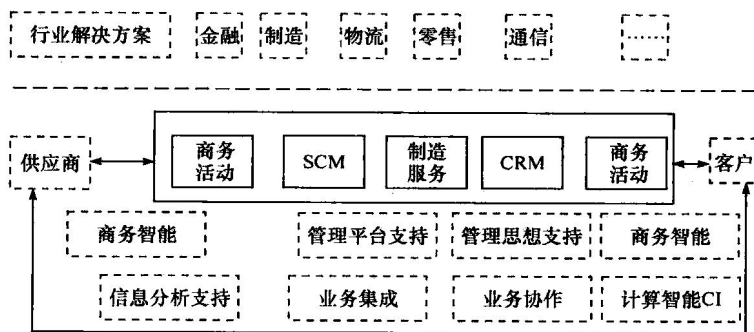 行业解决方案 金融 制造 物流 零售 通信 ……
供应商 商务活动 SCM 制造服务 CRM 商务活动 客户
商务智能 管理平台支持 管理思想支持 商务智能
信息分析支持 业务集成 业务协作 计算智能CI